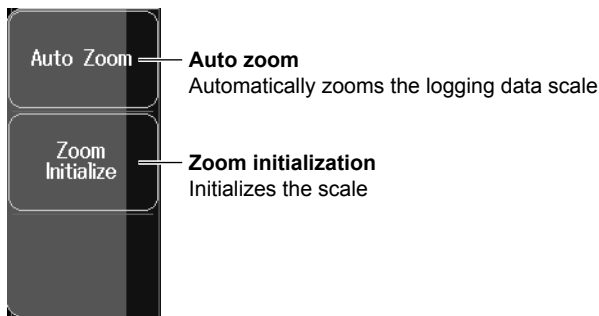 Auto Zoom
Auto zoom
Automatically zooms the logging data scale
Zoom
Initialize
Zoom initialization
Initializes the scale